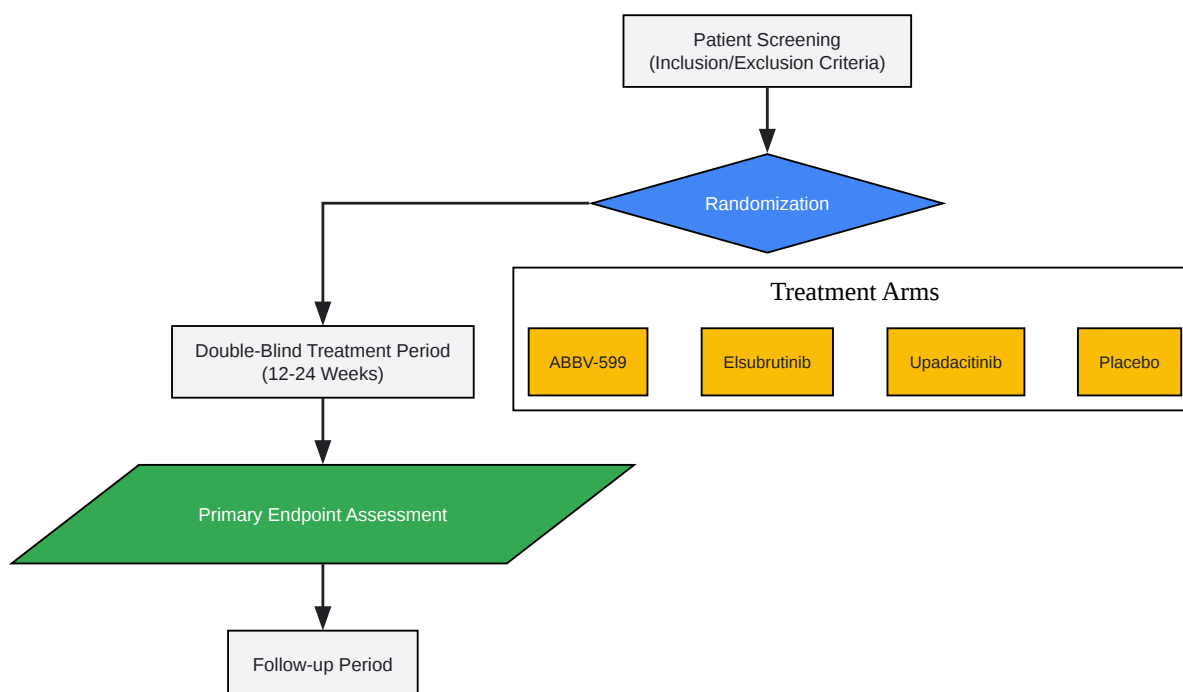 Patient Screening
(Inclusion/Exclusion Criteria)
Randomization
Treatment Arms
ABBV-599
Elsubrutinib
Upadacitinib
Placebo
Double-Blind Treatment Period
(12-24 Weeks)
Primary Endpoint Assessment
Follow-up Period